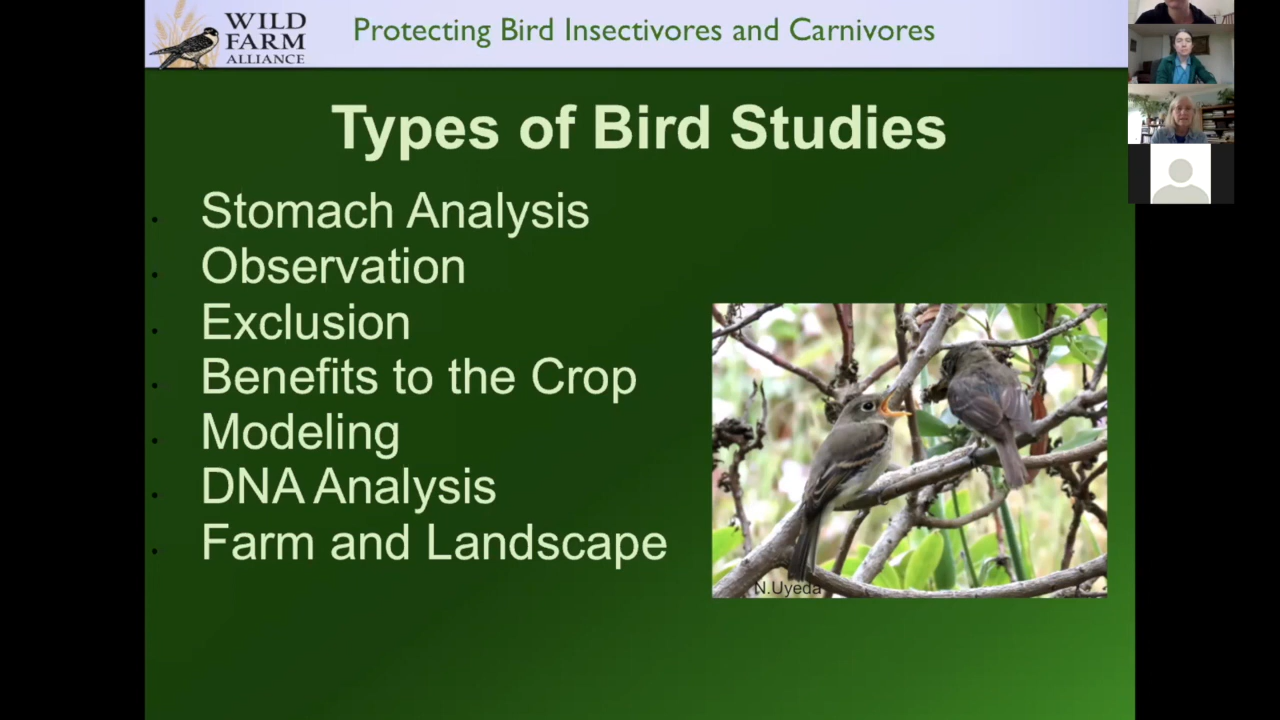 WILD
FARM
ALLIANCE
Protecting Bird Insectivores and Carnivores
Types of Bird Studies
Stomach Analysis
Observation
Exclusion
Benefits to the Crop
Modeling
DNA Analysis
Farm and Landscape
N.Uyeda